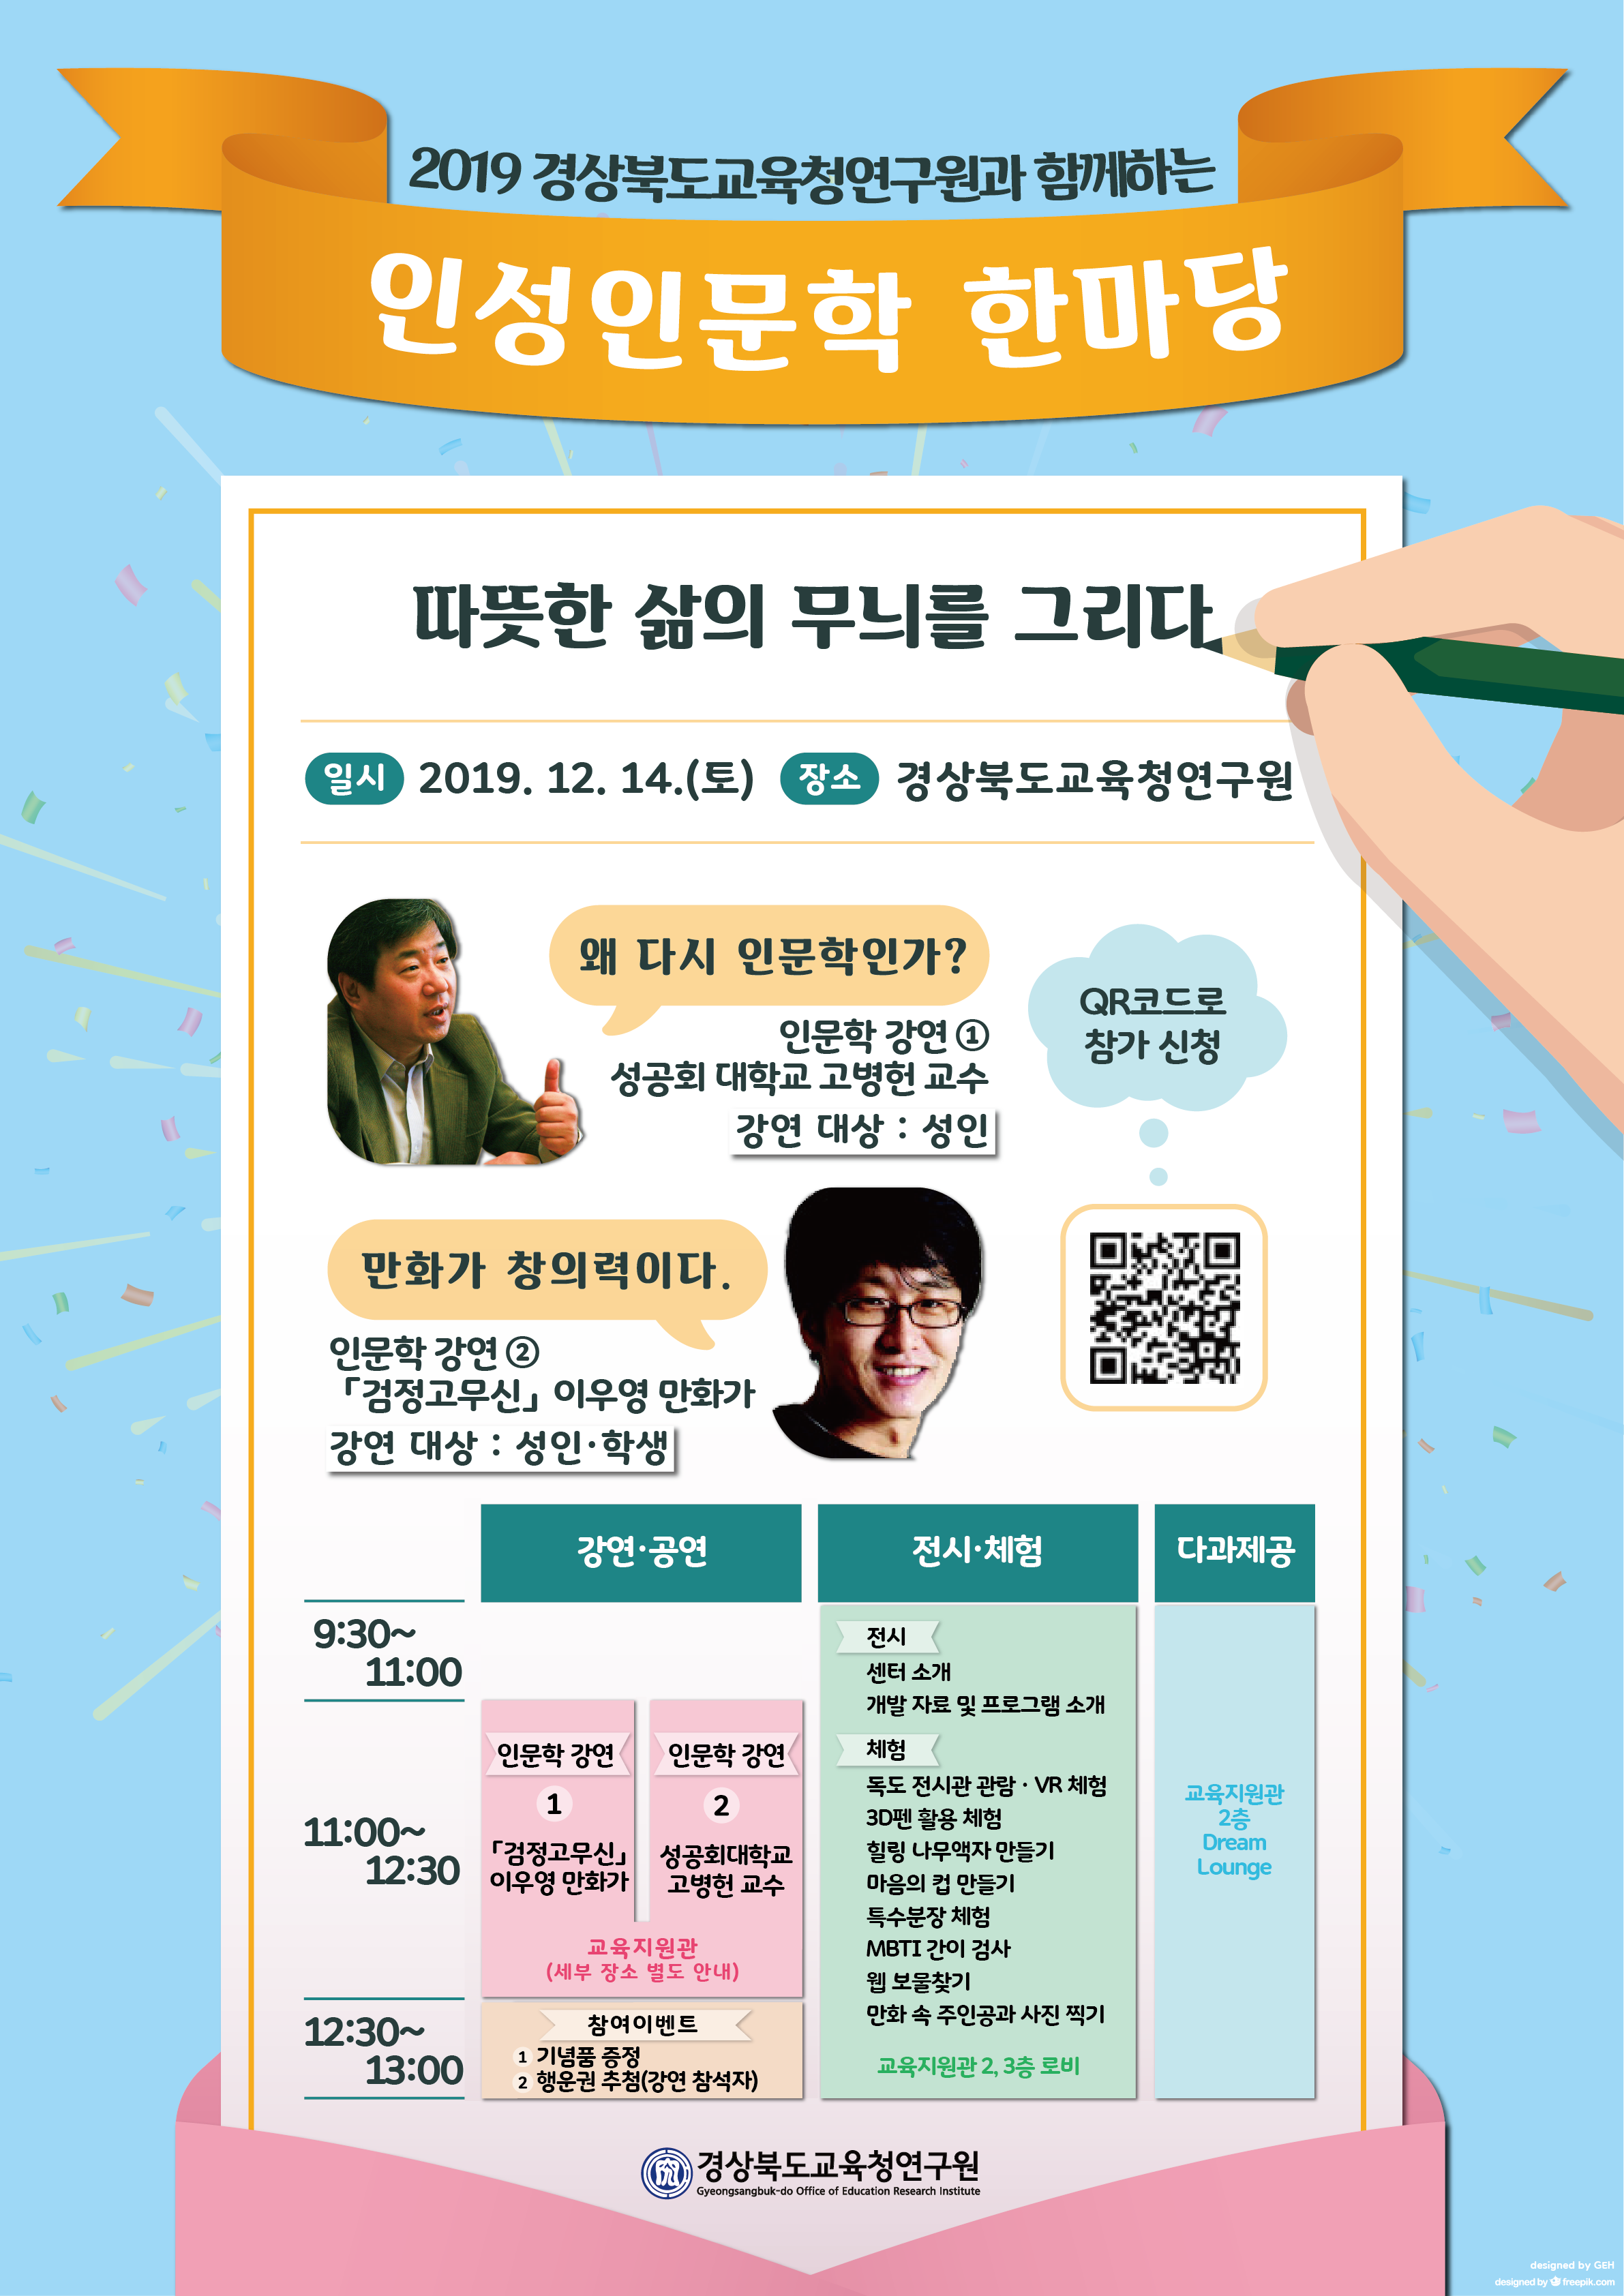 2019 경상북도교육청연구원과 함께하는
인성인문학 한마당
따뜻한 삶의 무늬를 그리다
일시 2019. 12. 14.(토) 장소 경상북도교육청연구원
왜 다시 인문학인가?
인문학 강연 ①
성공회 대학교 고병헌 교수
강연 대상 : 성인
QR코드로
참가 신청
만화가 창의력이다.
인문학 강연 ②
「검정고무신」 이우영 만화가
강연 대상 : 성인·학생
강연·공연
전시·체험
다과제공
9:30~
11:00
11:00~
12:30
12:30~
13:00
인문학 강연
1
「검정고무신」
이우영 만화가
인문학 강연
2
성공회대학교
고병헌 교수
교육지원관
(세부 장소 별도 안내)
참여이벤트
1 기념품 증정
2 행운권 추첨(강연 참석자)
전시
센터 소개
개발 자료 및 프로그램 소개
체험
독도 전시관 관람 · VR 체험
3D펜 활용 체험
힐링 나무액자 만들기
마음의 컵 만들기
특수분장 체험
MBTI 간이 검사
웹 보물찾기
만화 속 주인공과 사진 찍기
교육지원관 2, 3층 로비
교육지원관
2층
Dream
Lounge
경상북도교육청연구원
Gyeongsangbuk-do Office of Education Research Institute
designed by GEH
designed by freepik.com